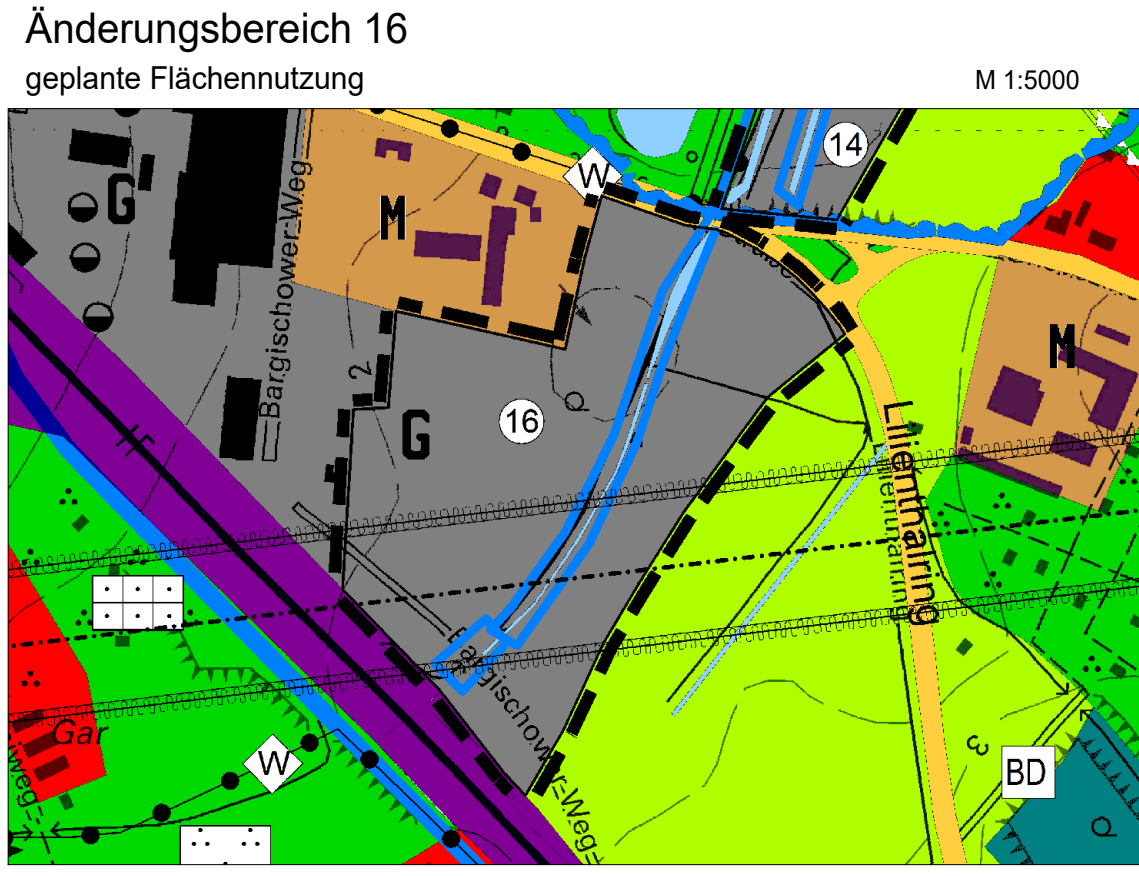 Änderungsbereich 16
geplante Flächennutzung
M 1:5000
14
W
G
M
Bargischower-Weg
M
2
G
16
Lilienthalring
Lilienthalring
Bargischower-Weg
Gar
W
3
BD